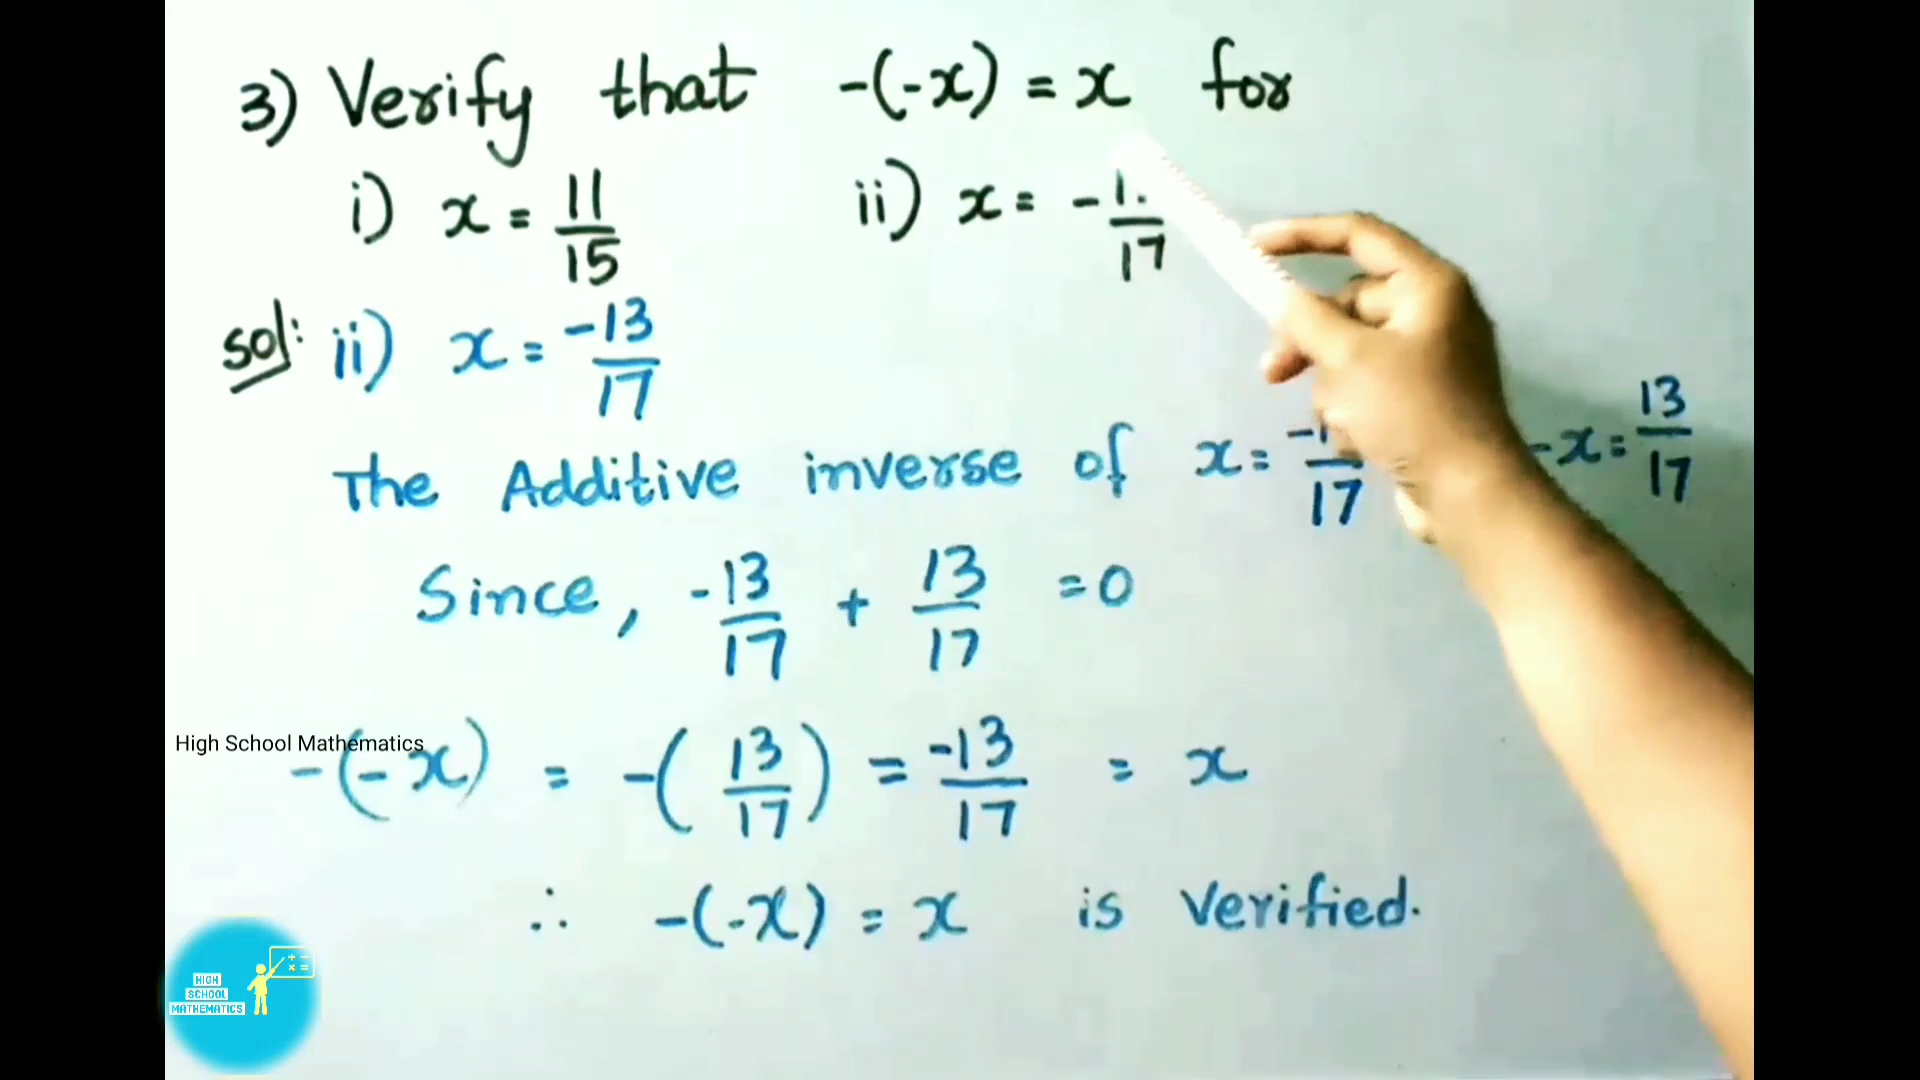 3) Verify that -(-x) = x for
i) x = 11/15 ii) x = -1 /17
sol: ii) x = -13/17
The Additive inverse of x = -1 /17 -x = 13/17
Since, -13/17 + 13/17 = 0
High School Mathematics
-(-x) = -(13/17) = -13/17 = x
∴ -(-x) = x is verified.
HIGH
SCHOOL
MATHEMATICS
+ -
× =